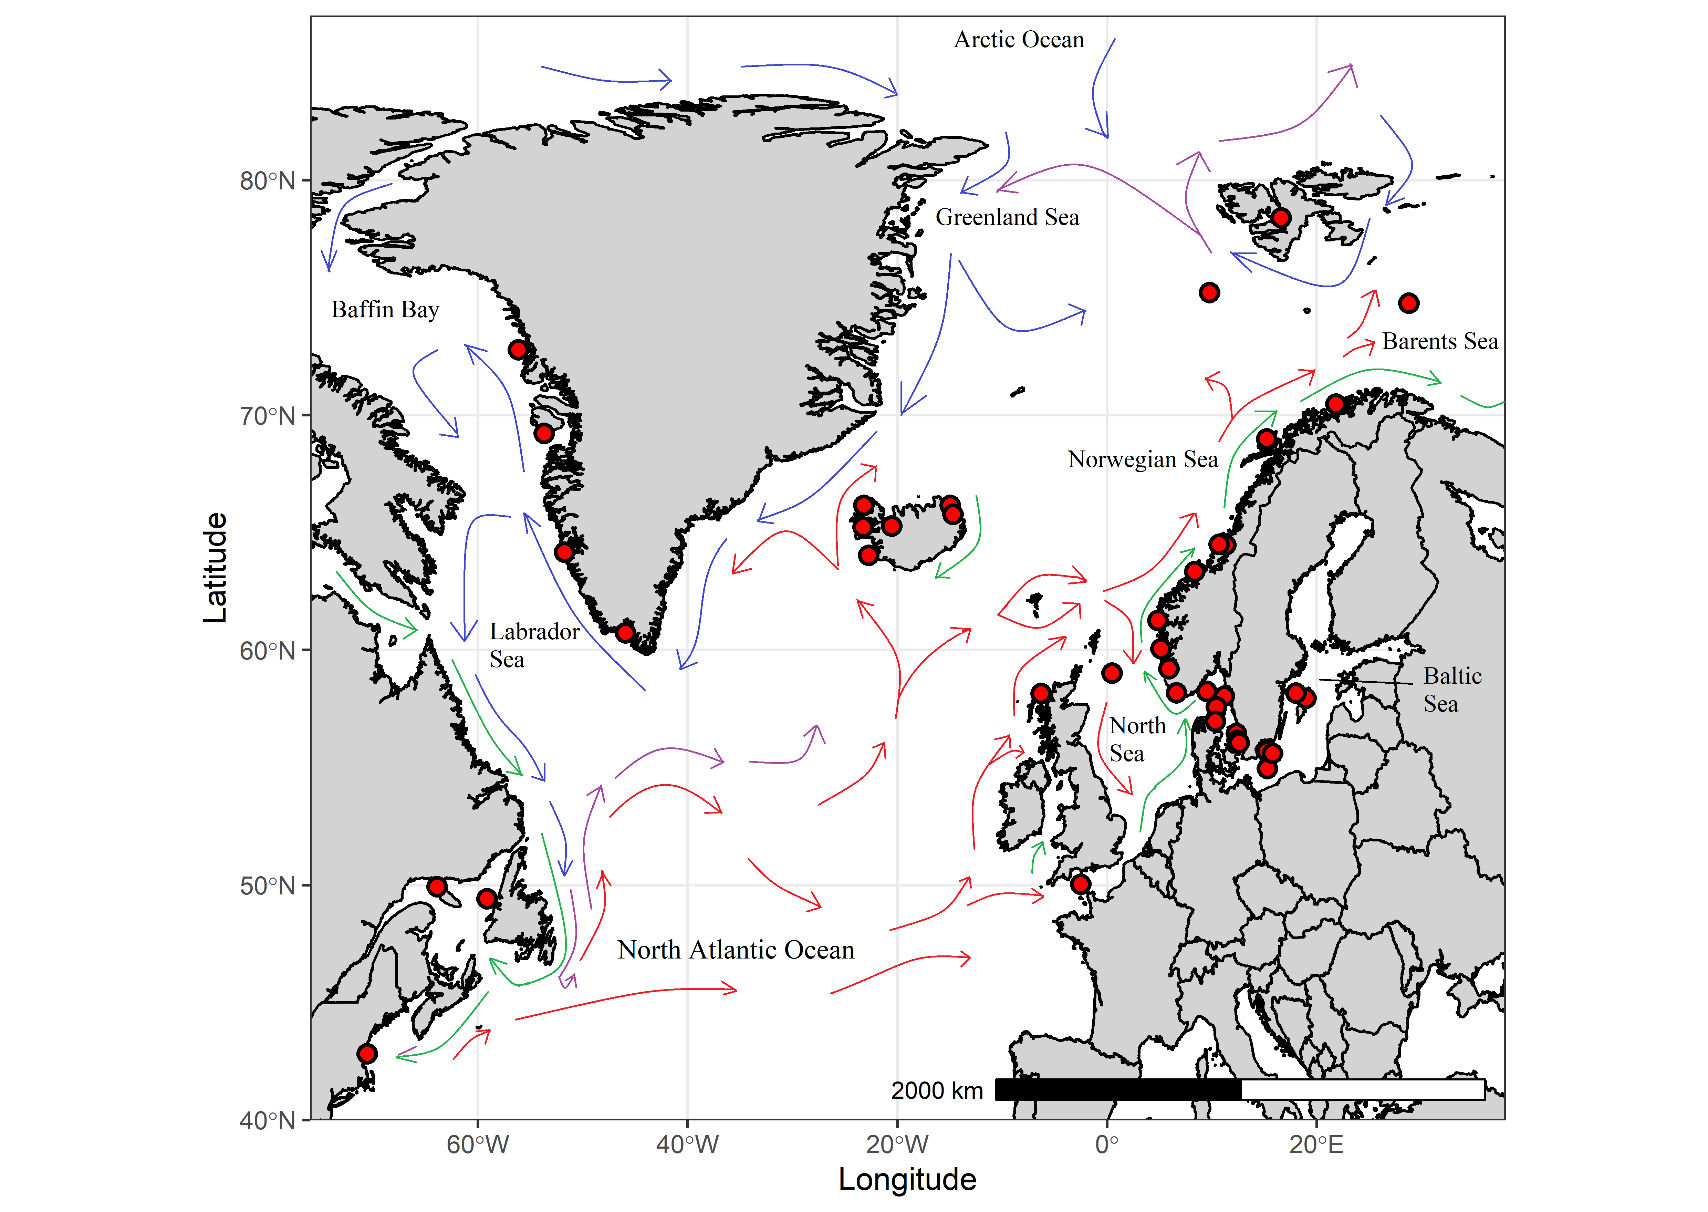 Arctic Ocean
80°N
Greenland Sea
Baffin Bay
Barents Sea
70°N
Norwegian Sea
Latitude
Labrador
Sea
60°N
Baltic
Sea
North
Sea
50°N
North Atlantic Ocean
2000 km
40°N
60°W
40°W
20°W
0°
20°E
Longitude